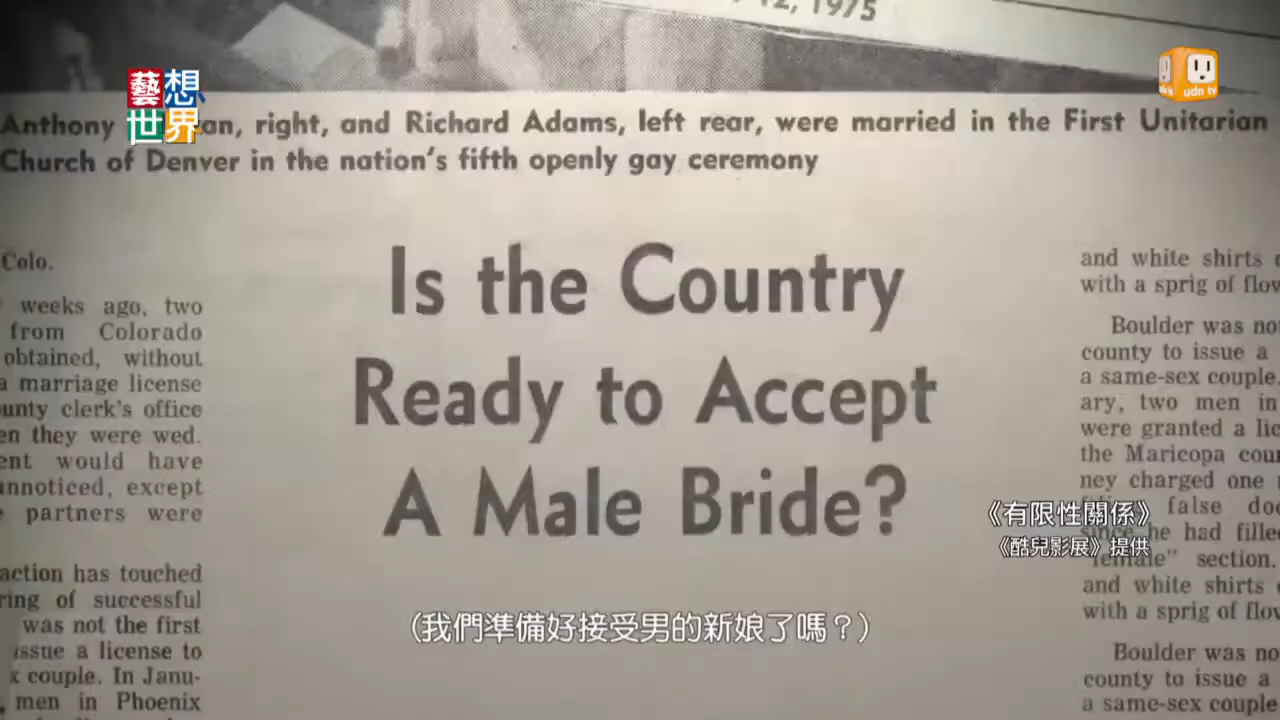 12, 1975
藝想
世界
udn tv
Anthony an, right, and Richard Adams, left rear, were married in the First Unitarian
Church of Denver in the nation's fifth openly gay ceremony
Is the Country
Ready to Accept
A Male Bride?
Colo.
weeks ago, two
from Colorado
obtained, without
a marriage license
unty clerk's office
en they were wed.
ent would have
unnoticed, except
partners were
action has touched
ring of successful
was not the first
issue a license to
x couple. In Janu-
men in Phoenix
and white shirts
with a sprig of flov
Boulder was no
county to issue a
a same-sex couple.
ary, two men in
were granted a lic
the Maricopa cou
ney charged one
false do
since he had fille
"female" section.
and white shirts
with a sprig of flov
Boulder was no
county to issue a
a same-sex couple
《有限性關係》
《酷兒影展》提供
(我們準備好接受男的新娘了嗎？)